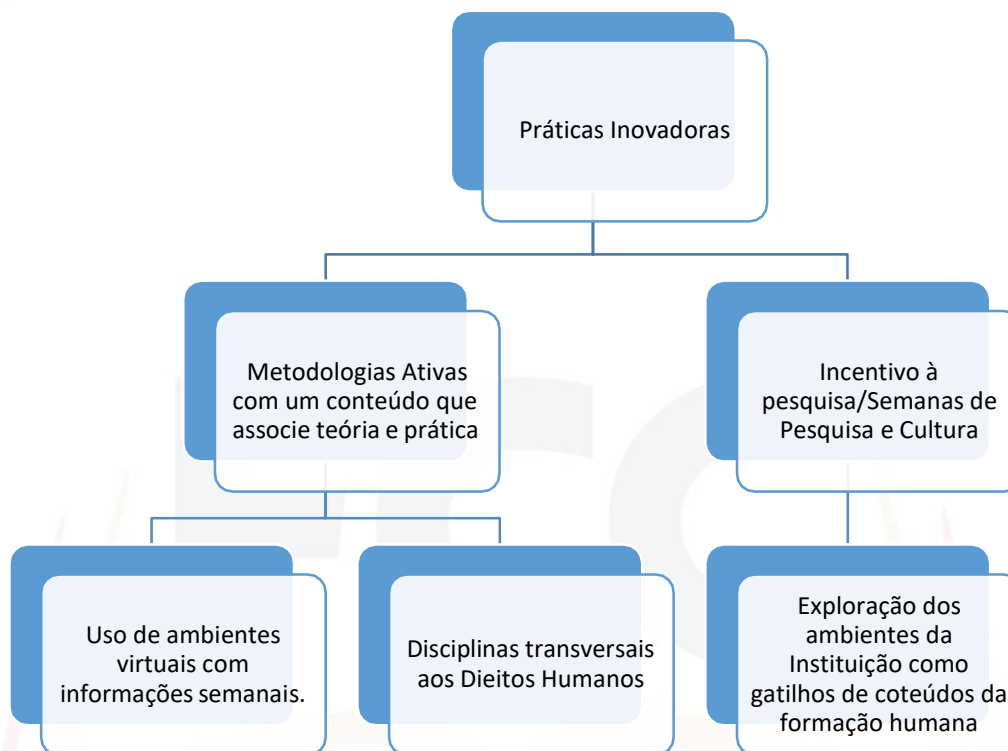 Práticas Inovadoras
Metodologias Ativas
com um conteúdo que
associe teória e prática
Incentivo à
pesquisa/Semanas de
Pesquisa e Cultura
Uso de ambientes
virtuais com
informações semanais.
Disciplinas transversais
aos Dieitos Humanos
Exploração dos
ambientes da
Instituição como
gatilhos de coteúdos da
formação humana